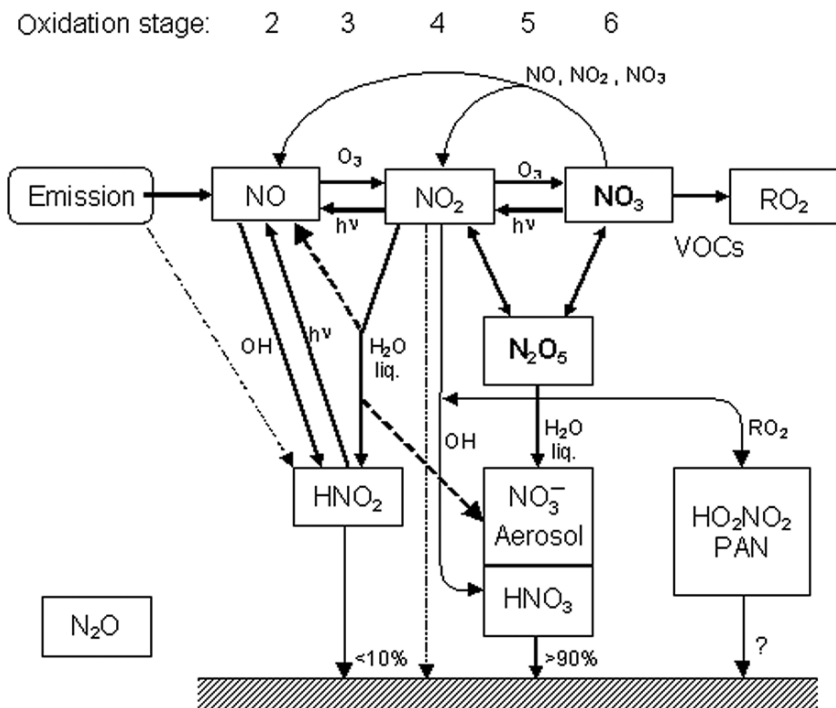 Oxidation stage: 2 3 4 5 6
NO, NO₂ , NO₃
O₃
O₃
Emission
NO
NO₂
NO₃
RO₂
hν
hν
VOCs
OH
hν
H₂O
liq.
N₂O₅
OH
H₂O
liq.
RO₂
HNO₂
NO₃⁻
Aerosol
HO₂NO₂
PAN
HNO₃
N₂O
<10%
>90%
?